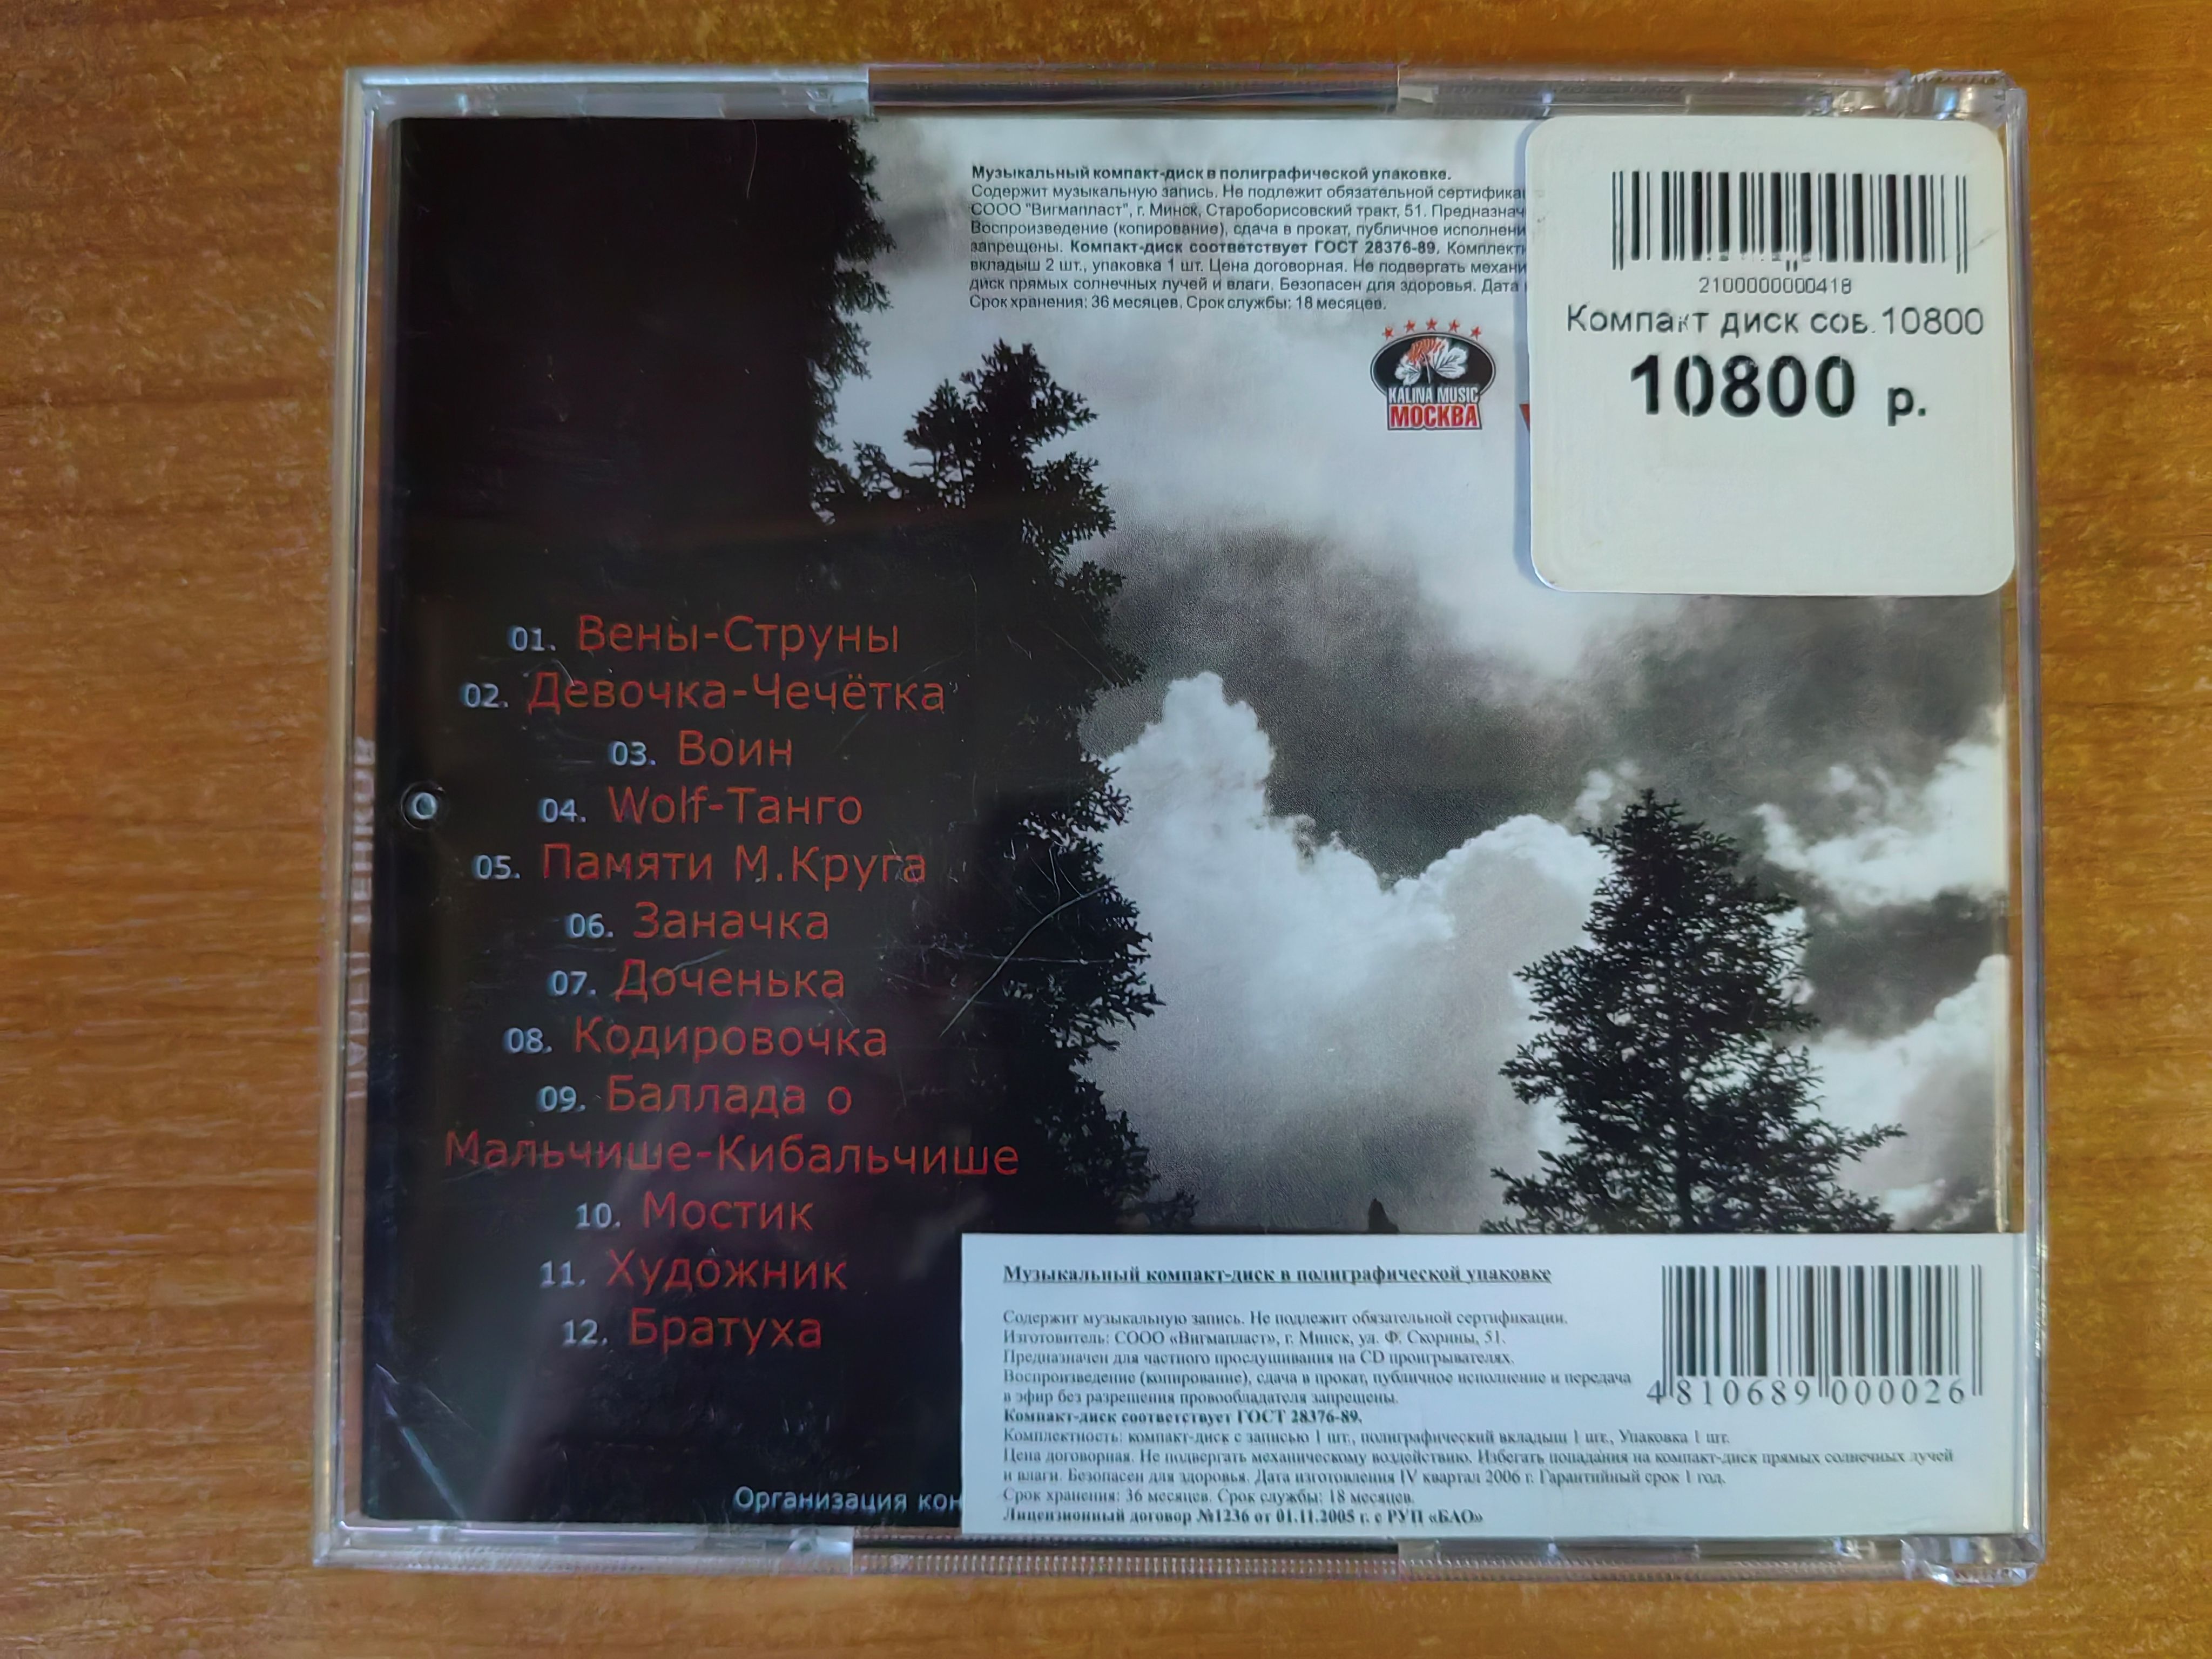 Музыкальный компакт-диск в полиграфической упаковке.
Содержит музыкальную запись. Не подлежит обязательной
СООО "Вигмапласт", г. Минск, Староборисовский тракт, 51.
Воспроизведение (копирование), сдача в прокат, публичное
запрещены. Компакт-диск соответствует ГОСТ 28376-89.
вкладыш 2 шт., упаковка 1 шт. Цена договорная. Не подвергать
диск прямых солнечных лучей и влаги. Безопасен для здоровья. Дата
Срок хранения: 36 месяцев. Срок службы: 18 месяцев.
KALINA MUSIC
МОСКВА
2100000000418
Компакт диск соб.10800
10800 р.
01. Вены-Струны
02. Девочка-Чечётка
03. Воин
04. Wolf-Танго
05. Памяти М.Круга
06. Заначка
07. Доченька
08. Кодировочка
09. Баллада о
Мальчише-Кибальчише
10. Мостик
11. Художник
12. Братуха
Организация
Музыкальный компакт-диск в полиграфической упаковке
Содержит музыкальную запись. Не подлежит обязательной сертификации.
Изготовитель: СООО «Вигмапласт», г. Минск, ул. Ф. Скорины, 51.
Предназначен для частного прослушивания на CD проигрывателях.
Воспроизведение (копирование), сдача в прокат, публичное исполнение и передача
в эфир без разрешения провообладателя запрещены.
Компакт-диск соответствует ГОСТ 28376-89.
Комплектность: компакт-диск с записью 1 шт., полиграфический вкладыш 1 шт., Упаковка 1 шт.
Цена договорная. Не подвергать механическому воздействию. Избегать попадания на компакт-диск прямых солнечных лучей
и влаги. Безопасен для здоровья. Дата изготовления IV квартал 2006 г. Гарантийный срок 1 год.
Срок хранения: 36 месяцев. Срок службы: 18 месяцев.
Лицензионный договор №1236 от 01.11.2005 г. с РУП «БАО»
4 810689 000026